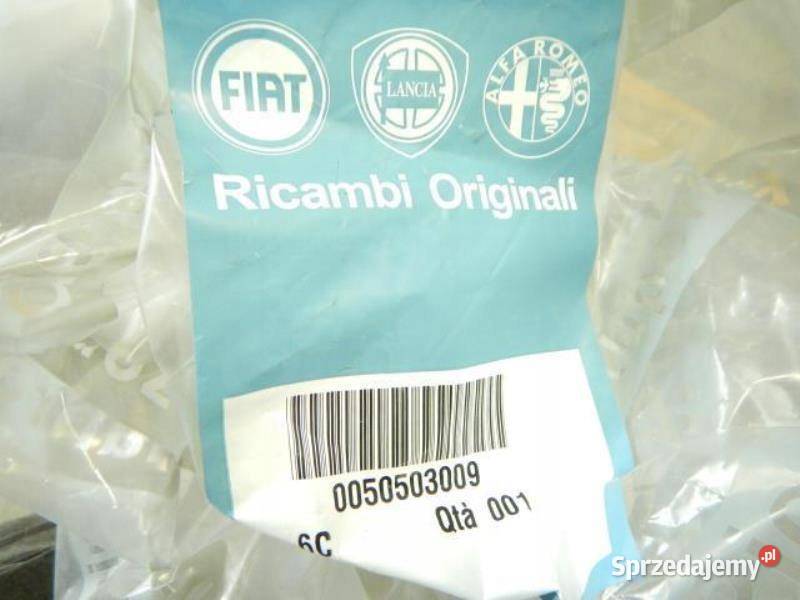 FIAT LANCIA ALFA ROMEO
Ricambi Originali
0050503009
6C Qtà 001
Sprzedajemy.pl